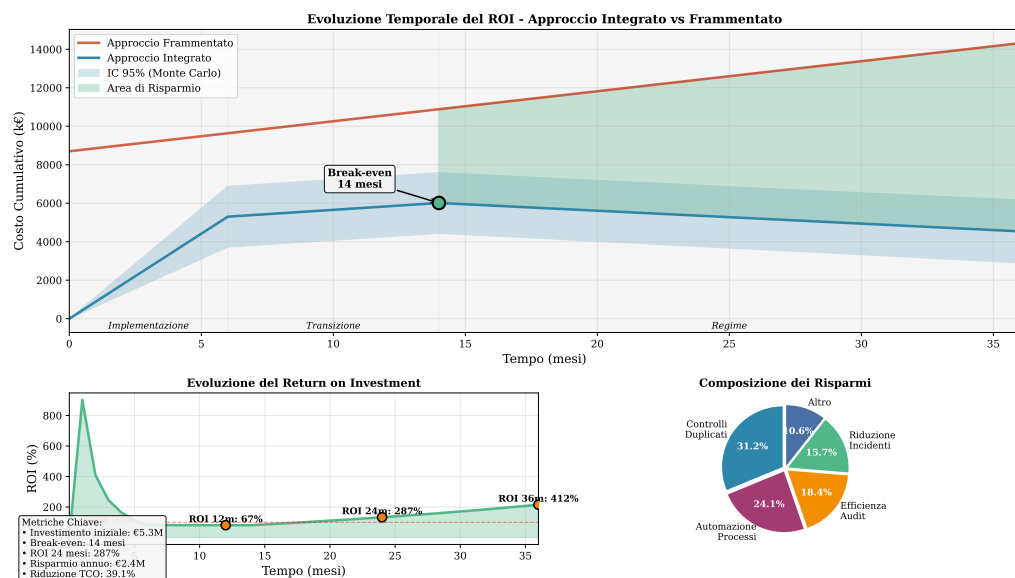 Evoluzione Temporale del ROI - Approccio Integrato vs Frammentato
Costo Cumulativo (k€)
14000
12000
10000
8000
6000
4000
2000
0
Approccio Frammentato
Approccio Integrato
IC 95% (Monte Carlo)
Area di Risparmio
Break-even
14 mesi
Implementazione
Transizione
Regime
0
5
10
15
20
25
30
35
Tempo (mesi)
Evoluzione del Return on Investment
ROI (%)
800
600
400
200
ROI 12m: 67%
ROI 24m: 287%
ROI 36m: 412%
5
10
15
20
25
30
35
Tempo (mesi)
Metriche Chiave:
• Investimento iniziale: €5.3M
• Break-even: 14 mesi
• ROI 24 mesi: 287%
• Risparmio annuo: €2.4M
• Riduzione TCO: 39.1%
Composizione dei Risparmi
Altro
10.6%
Controlli
Duplicati
31.2%
Riduzione
Incidenti
15.7%
Efficienza
Audit
18.4%
Automazione
Processi
24.1%